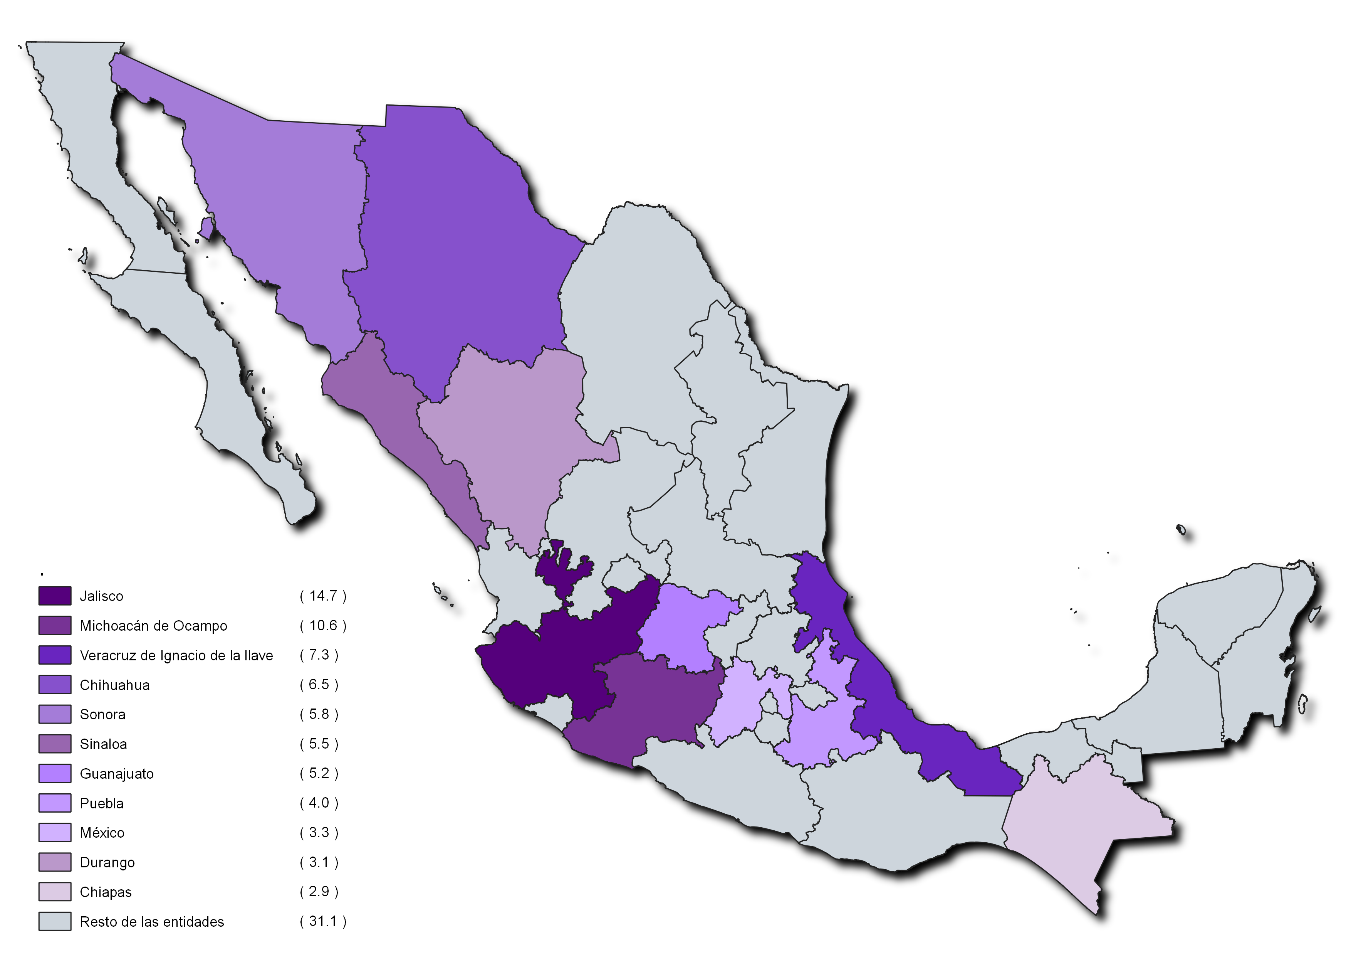 Jalisco ( 14.7 )
Michoacán de Ocampo ( 10.6 )
Veracruz de Ignacio de la llave ( 7.3 )
Chihuahua ( 6.5 )
Sonora ( 5.8 )
Sinaloa ( 5.5 )
Guanajuato ( 5.2 )
Puebla ( 4.0 )
México ( 3.3 )
Durango ( 3.1 )
Chiapas ( 2.9 )
Resto de las entidades ( 31.1 )